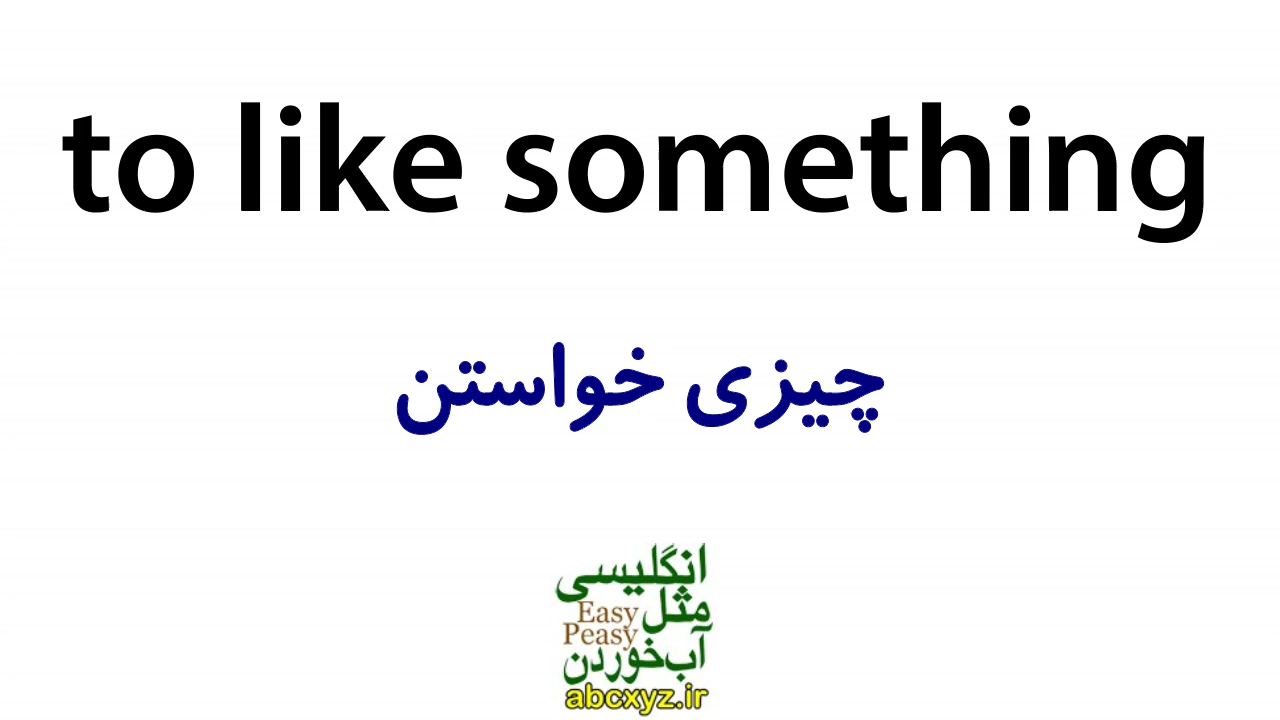 to like something
چیزی خواستن
انگلیسی
مثل Easy
Peasy
آب‌خوردن
abcxyz.ir